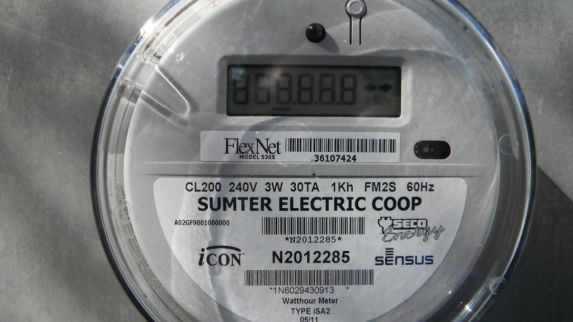 FlexNet
MODEL 530X
.36107424
CL200 240V 3W 30TA 1Kh FM2S 60Hz
SUMTER ELECTRIC COOP
A02GF9001000000
*N2012285*
SECO
Energy
iCON
N2012285
SENSUS
*1N6029430913 *
Watthour Meter
TYPE iSA2
05/11